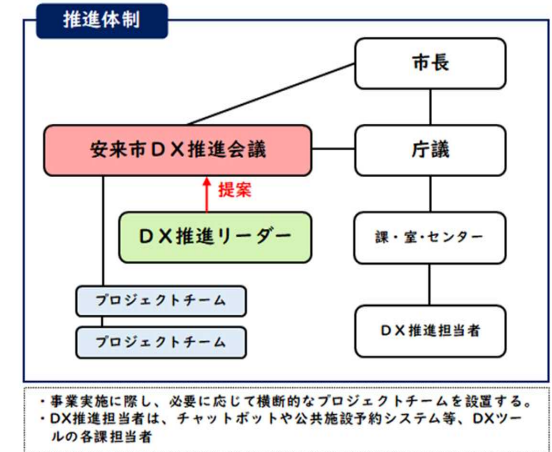 推進体制
市長
安来市DX推進会議
庁議
提案
DX推進リーダー
課・室・センター
プロジェクトチーム
プロジェクトチーム
DX推進担当者
・事業実施に際し、必要に応じて横断的なプロジェクトチームを設置する。
・DX推進担当者は、チャットボットや公共施設予約システム等、DXツー
ルの各課担当者